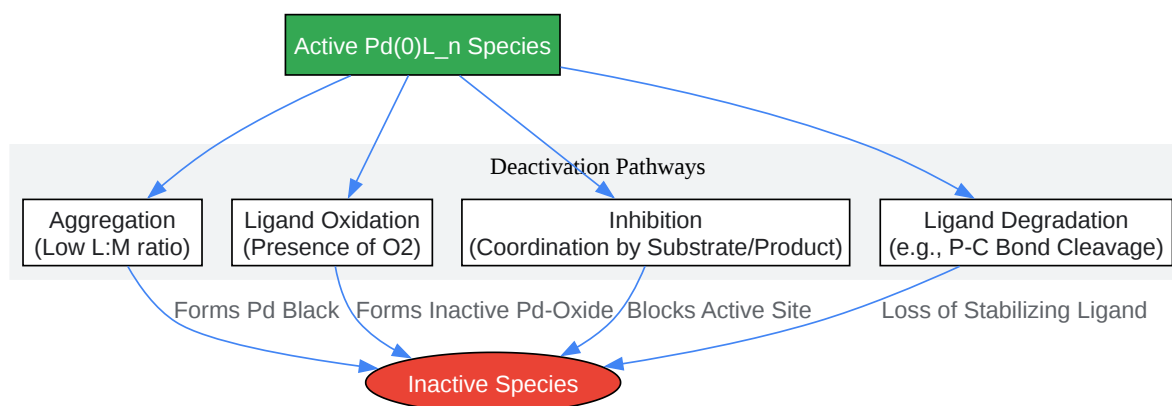 Active Pd(0)L_n Species
Deactivation Pathways
Aggregation
(Low L:M ratio)
Ligand Oxidation
(Presence of O2)
Inhibition
(Coordination by Substrate/Product)
Ligand Degradation
(e.g., P-C Bond Cleavage)
Forms Pd Black
Forms Inactive Pd-Oxide
Blocks Active Site
Loss of Stabilizing Ligand
Inactive Species